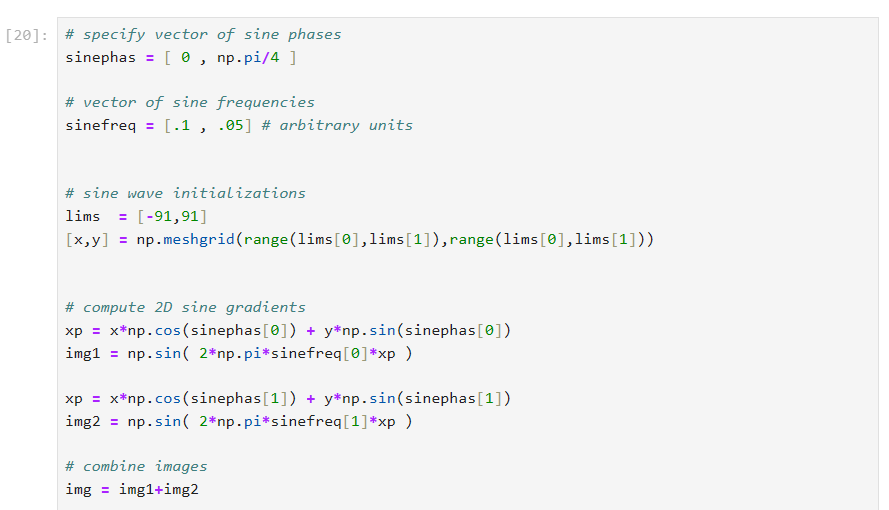 [20]:
# specify vector of sine phases
sinephas = [ 0 , np.pi/4 ]
# vector of sine frequencies
sinefreq = [.1 , .05] # arbitrary units
# sine wave initializations
lims  = [-91,91]
[x,y] = np.meshgrid(range(lims[0],lims[1]),range(lims[0],lims[1]))
# compute 2D sine gradients
xp = x*np.cos(sinephas[0]) + y*np.sin(sinephas[0])
img1 = np.sin( 2*np.pi*sinefreq[0]*xp )
xp = x*np.cos(sinephas[1]) + y*np.sin(sinephas[1])
img2 = np.sin( 2*np.pi*sinefreq[1]*xp )
# combine images
img = img1+img2